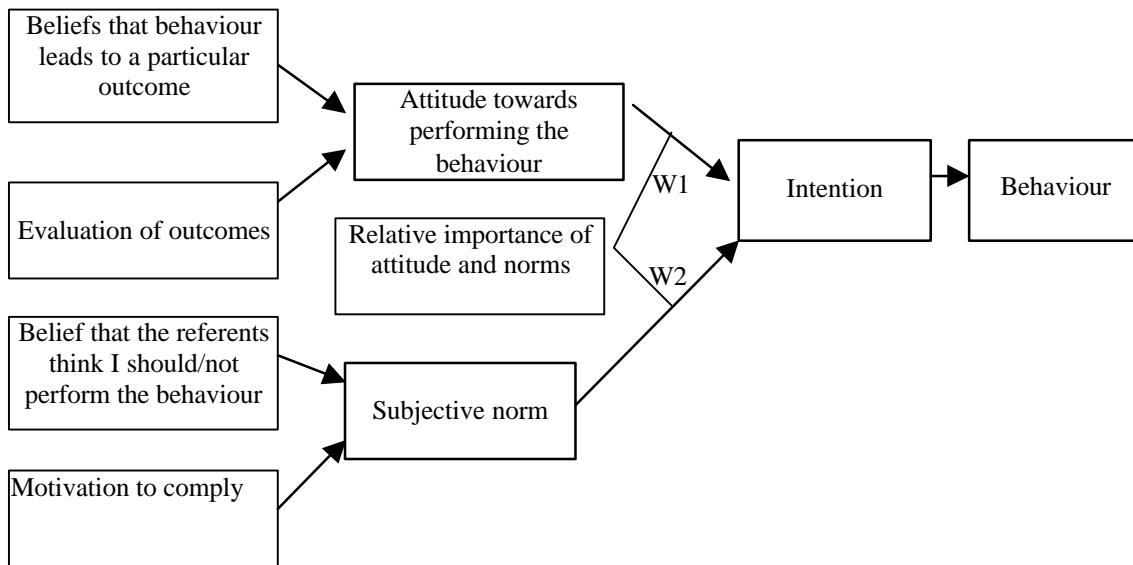 Beliefs that behaviour
leads to a particular
outcome
Evaluation of outcomes
Belief that the referents
think I should/not
perform the behaviour
Motivation to comply
Attitude towards
performing the
behaviour
Relative importance of
attitude and norms
Subjective norm
W1
W2
Intention
Behaviour